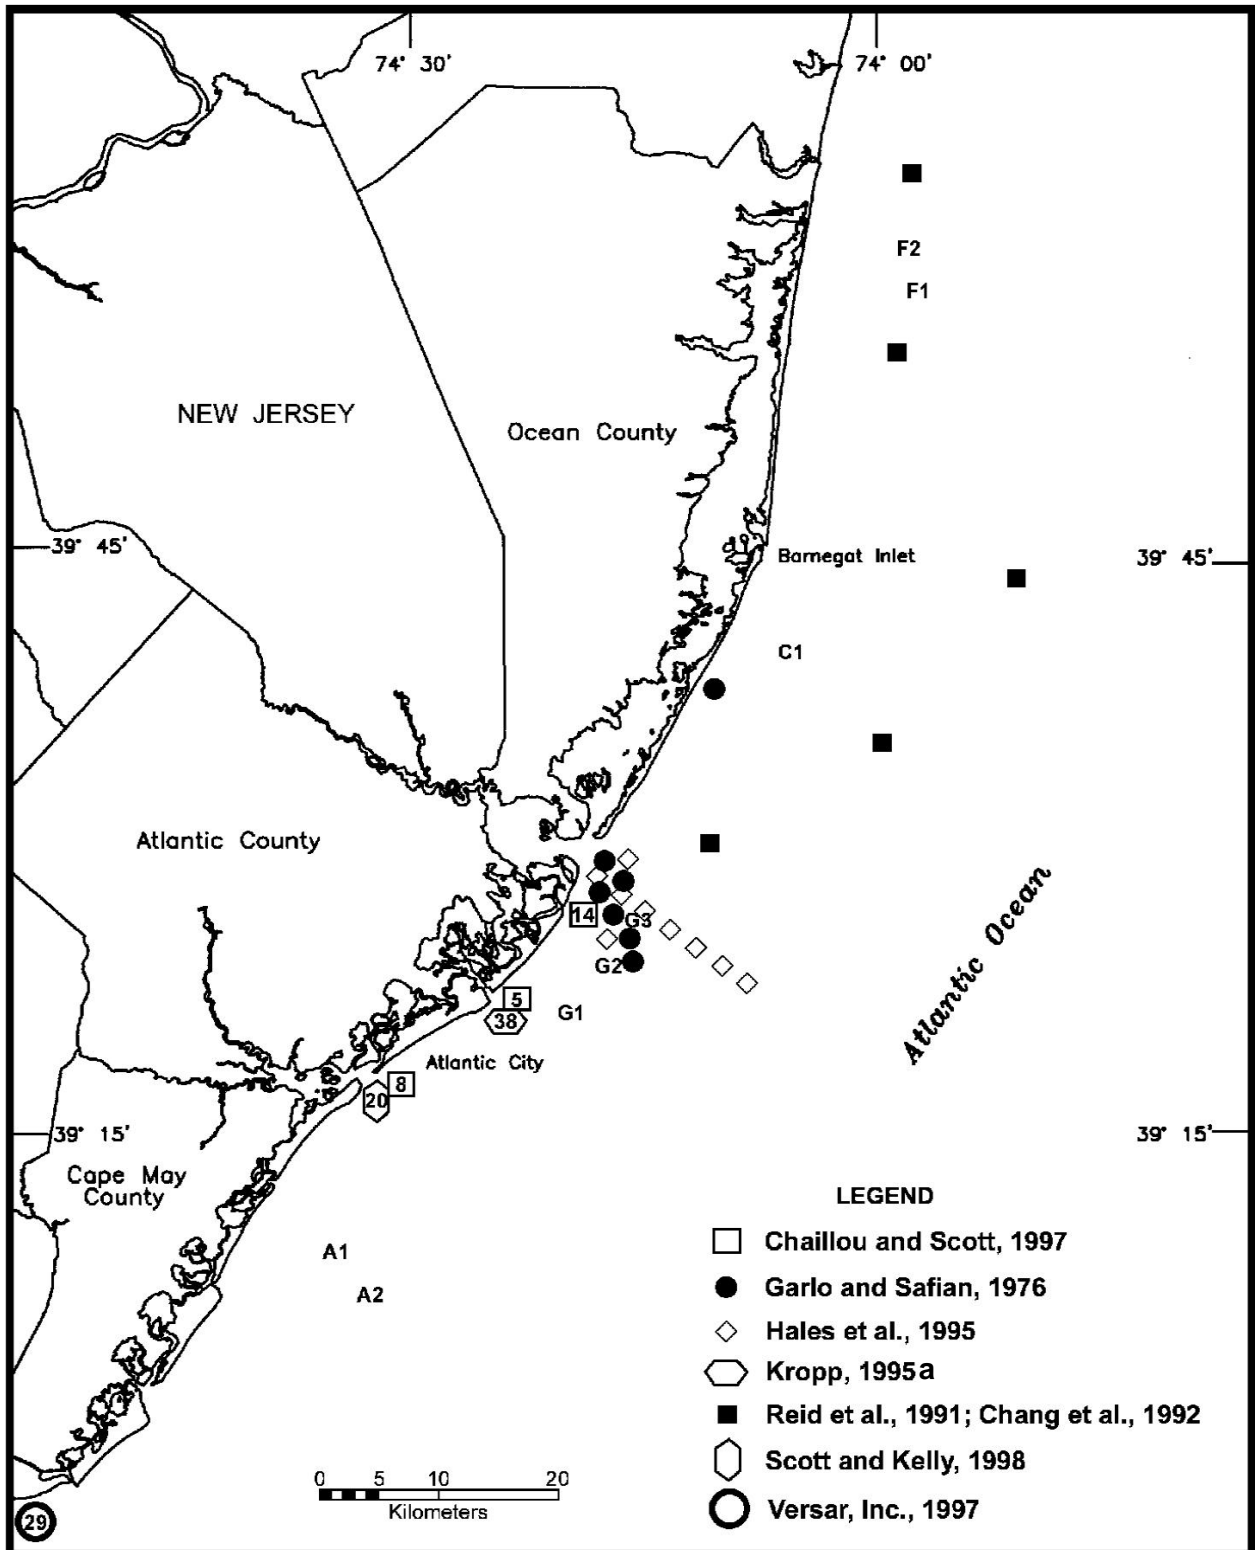 74° 30'
74° 00'
F2
F1
NEW JERSEY
Ocean County
39° 45'
Barnegat Inlet
39° 45'
C1
Atlantic County
14
G3
G2
5
38
G1
Atlantic City
8
20
Atlantic Ocean
39° 15'
39° 15'
Cape May
County
A1
A2
LEGEND
Chaillou and Scott, 1997
Garlo and Safian, 1976
Hales et al., 1995
Kropp, 1995a
Reid et al., 1991; Chang et al., 1992
Scott and Kelly, 1998
Versar, Inc., 1997
0 5 10 20
Kilometers
29